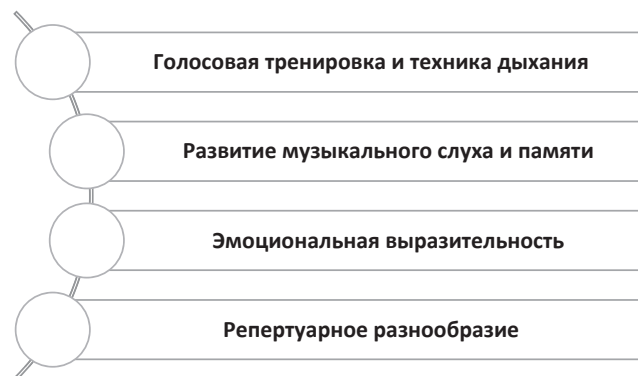 Голосовая тренировка и техника дыхания
Развитие музыкального слуха и памяти
Эмоциональная выразительность
Репертуарное разнообразие